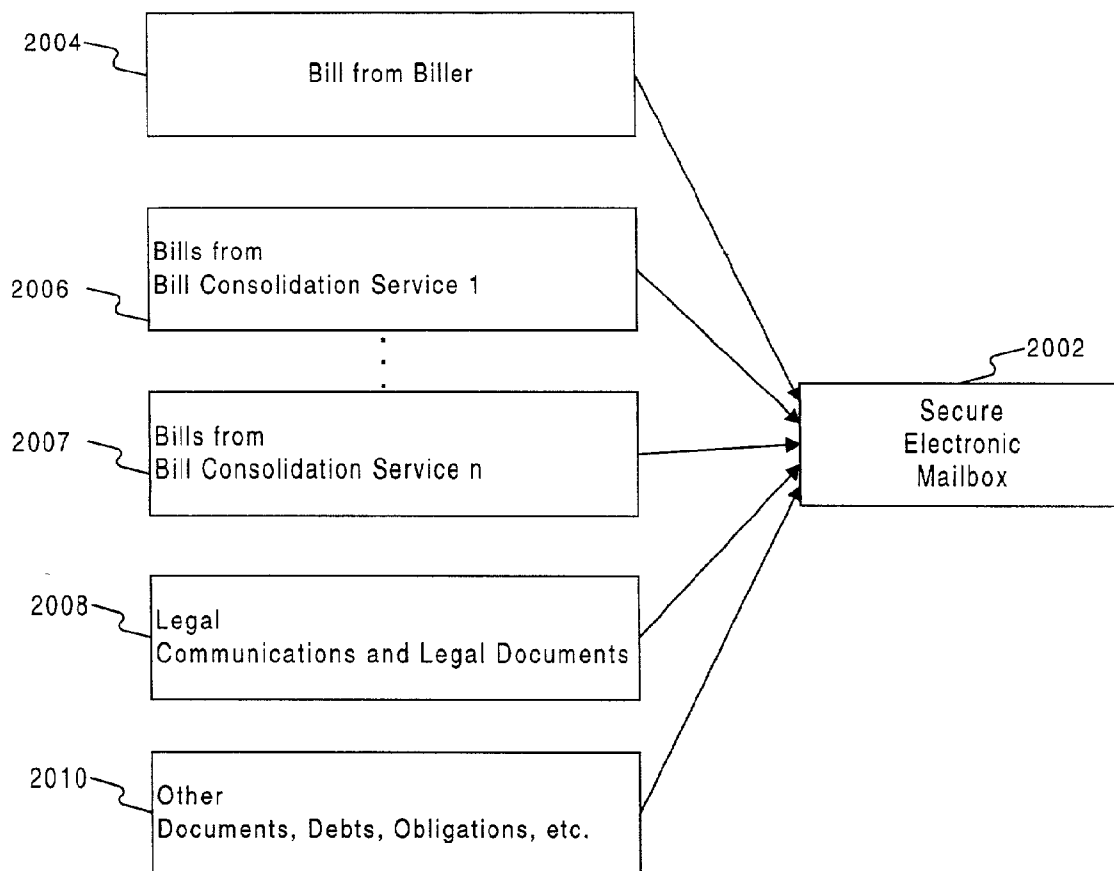 2004
Bill from Biller
Bills from
Bill Consolidation Service 1
2006
2002
Secure
Electronic
Mailbox
2007
Bills from
Bill Consolidation Service n
2008
Legal
Communications and Legal Documents
2010
Other
Documents, Debts, Obligations, etc.